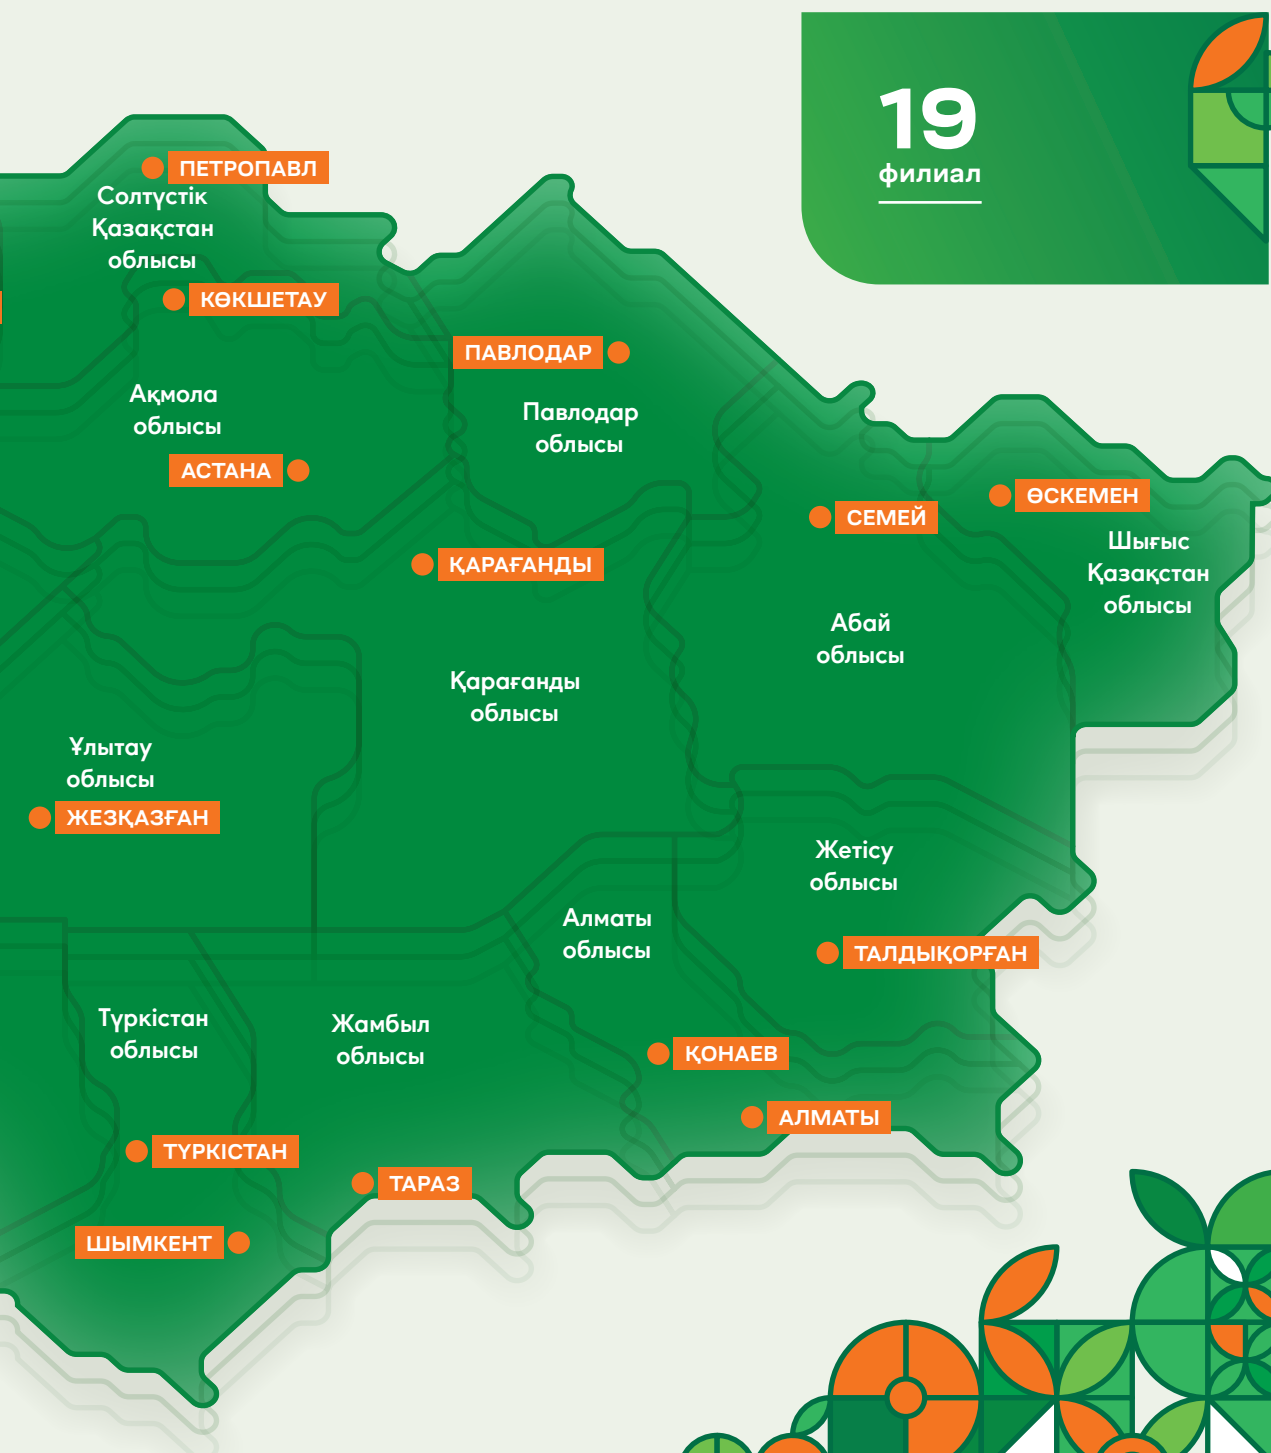 19
филиал
ПЕТРОПАВЛ
Солтүстік
Қазақстан
облысы
КӨКШЕТАУ
ПАВЛОДАР
Ақмола
облысы
Павлодар
облысы
АСТАНА
ӨСКЕМЕН
СЕМЕЙ
Шығыс
Қазақстан
облысы
ҚАРАҒАНДЫ
Абай
облысы
Қарағанды
облысы
Ұлытау
облысы
ЖЕЗҚАЗҒАН
Жетісу
облысы
Алматы
облысы
ТАЛДЫҚОРҒАН
Түркістан
облысы
Жамбыл
облысы
ҚОНАЕВ
АЛМАТЫ
ТҮРКІСТАН
ТАРАЗ
ШЫМКЕНТ